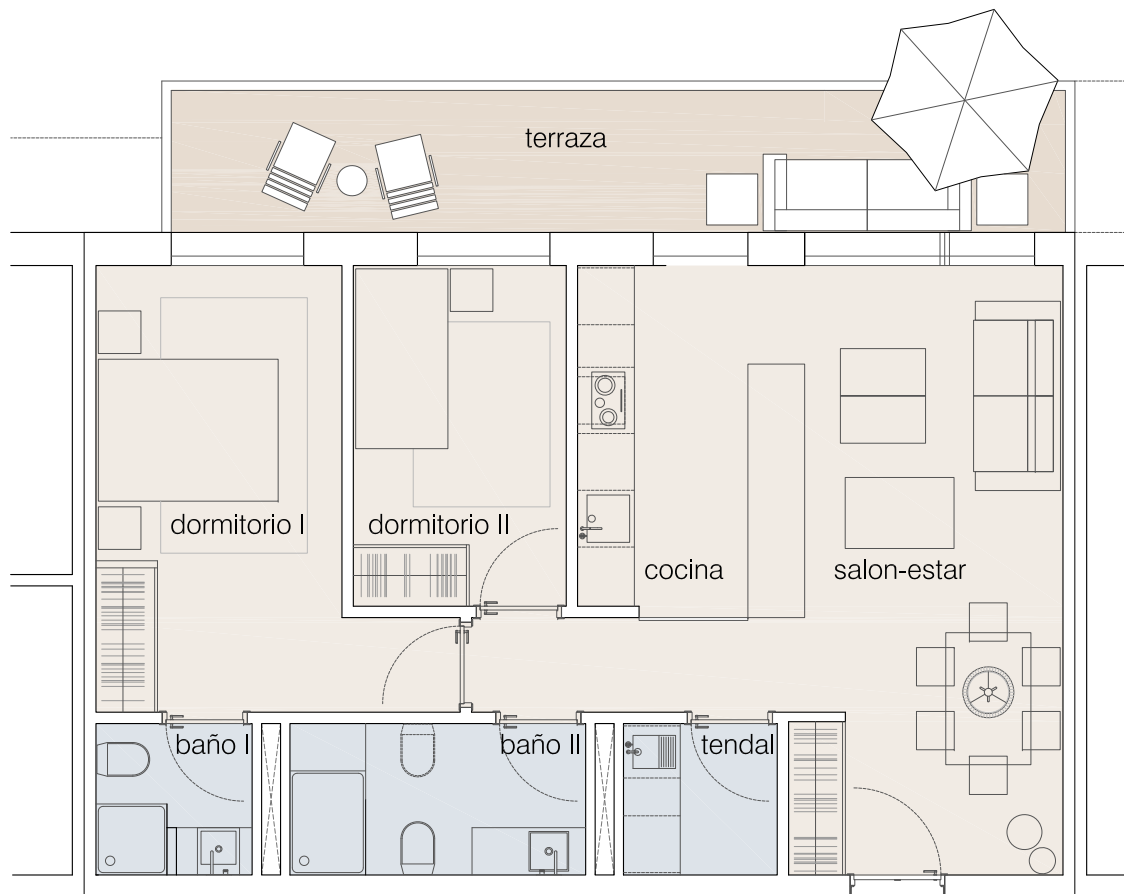 terraza
dormitorio I
dormitorio II
cocina
salon-estar
baño I
baño II
tendal